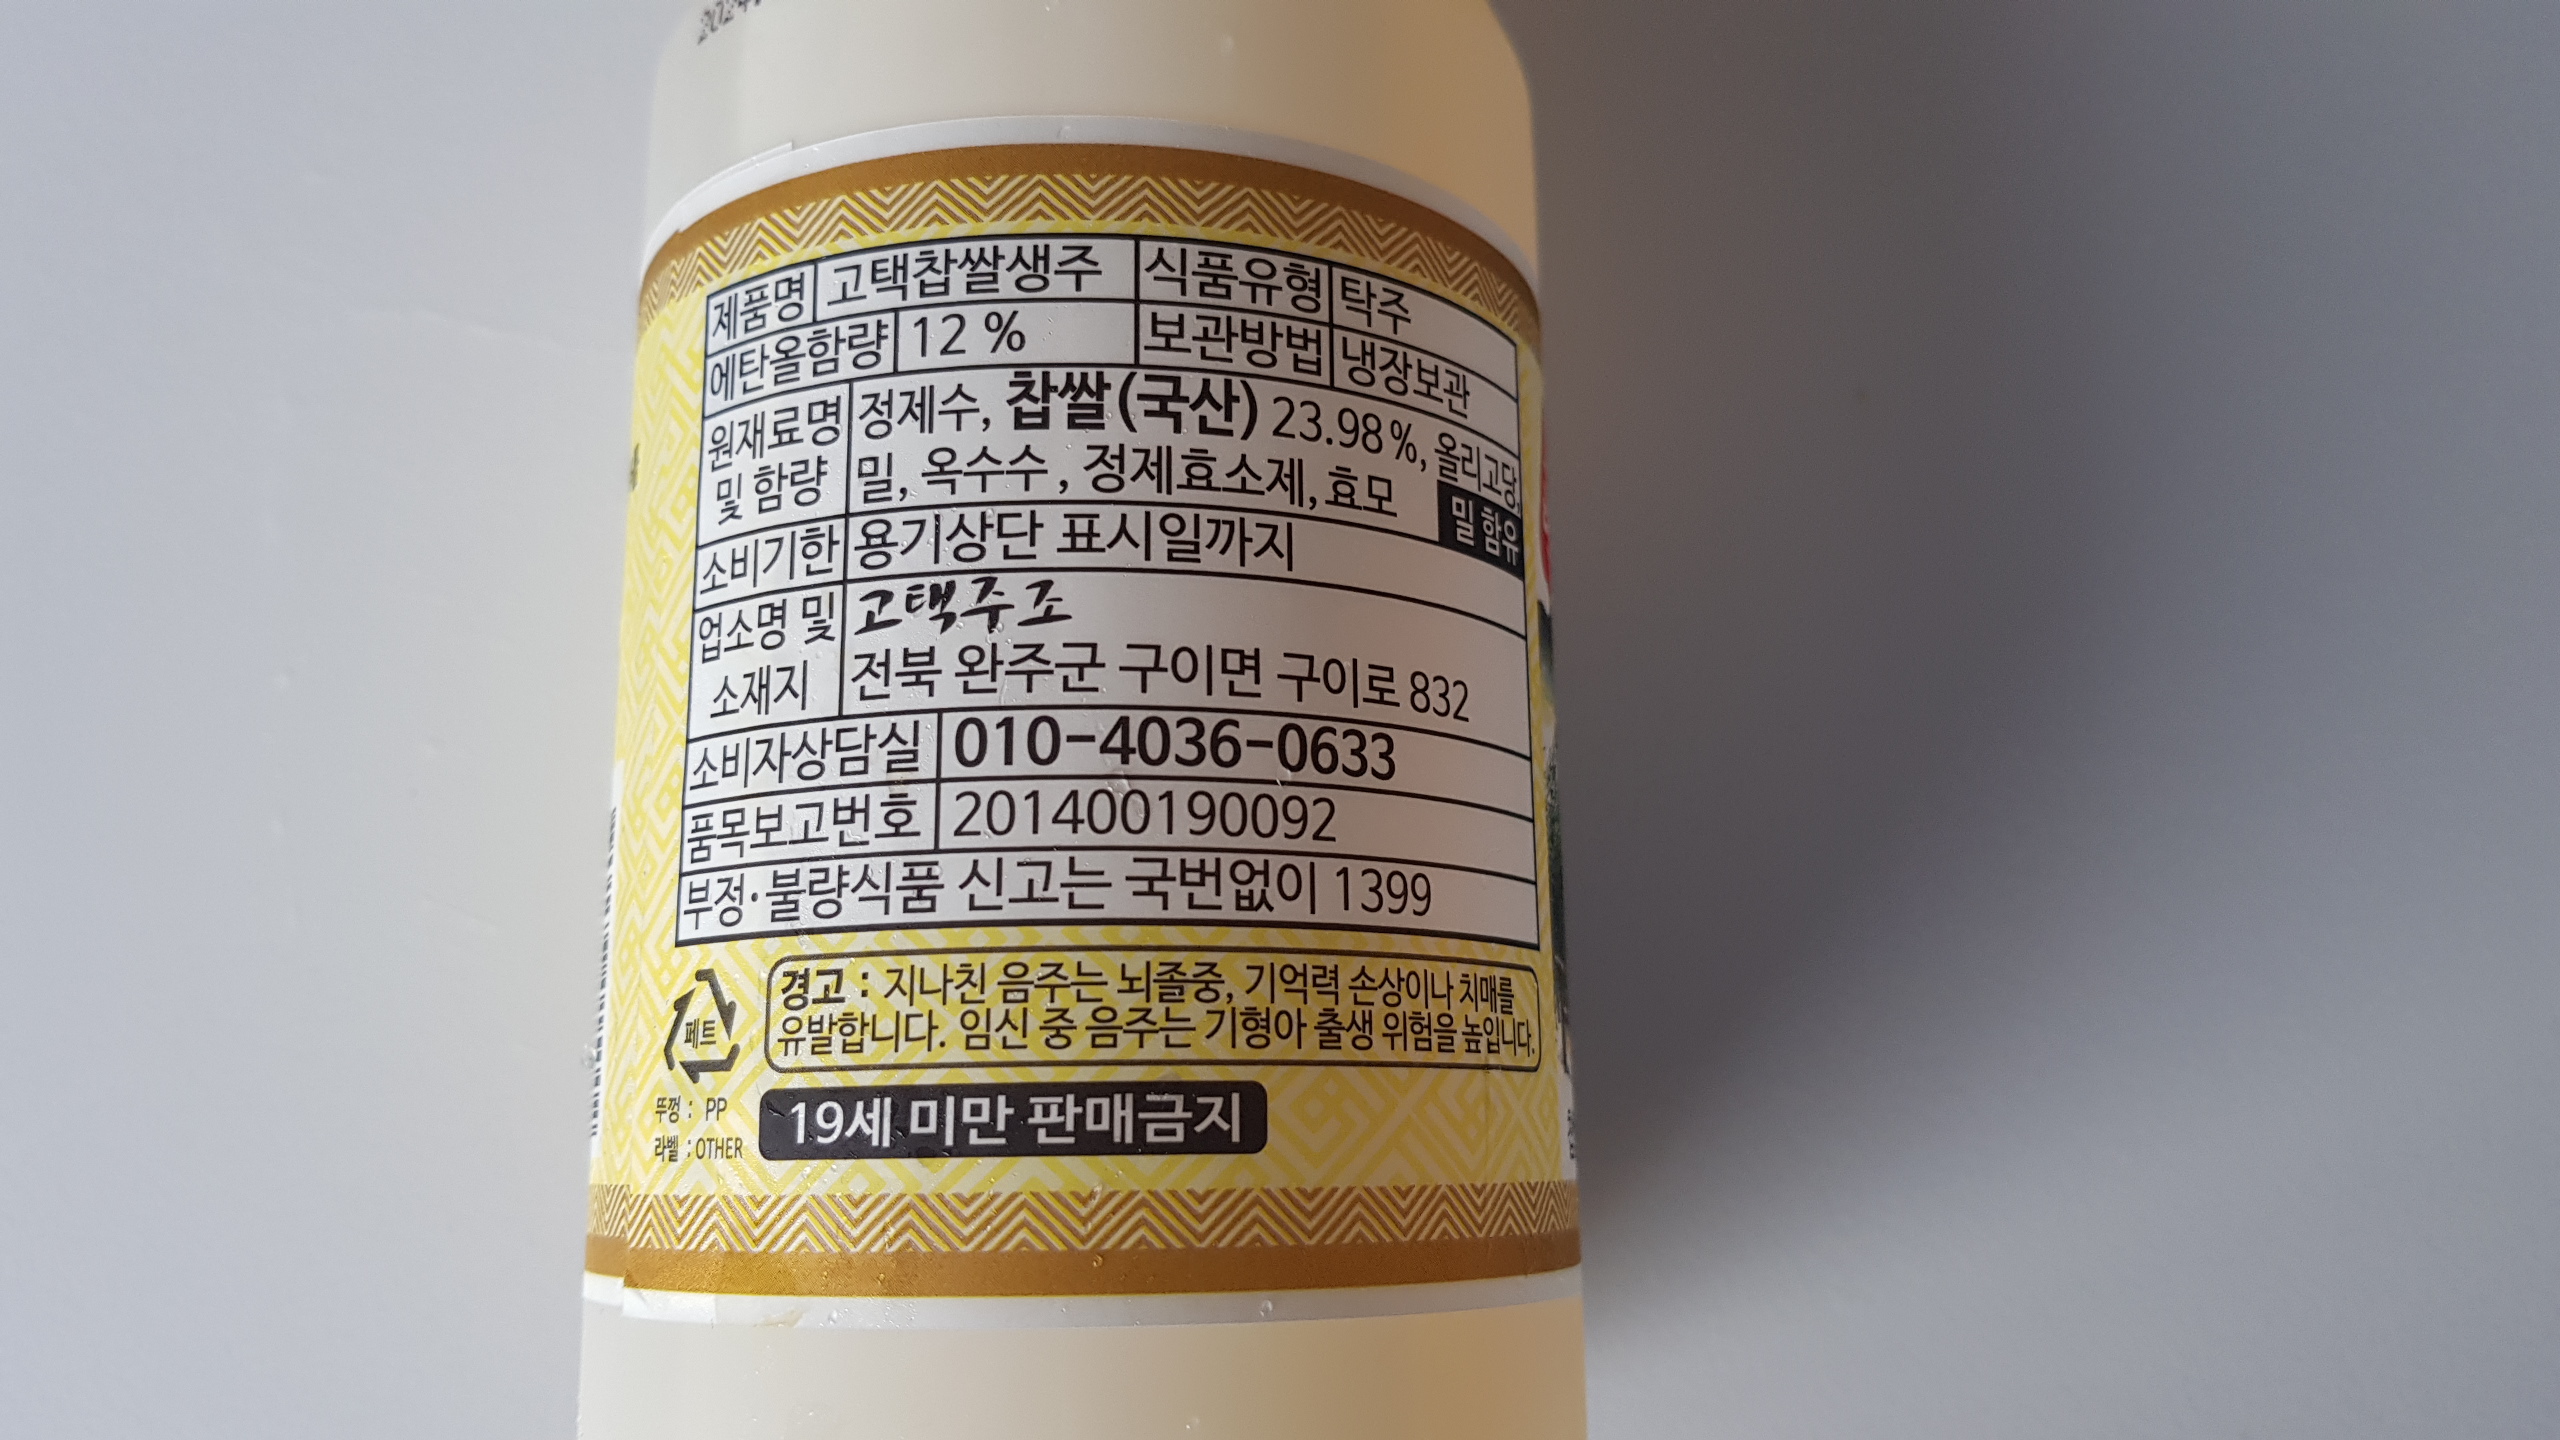 제품명 고택찹쌀생주 식품유형 탁주
에탄올함량 12 % 보관방법 냉장보관
원재료명 및 함량 정제수, 찹쌀(국산) 23.98%, 올리고당,
밀, 옥수수, 정제효소제, 효모 밀 함유
소비기한 용기상단 표시일까지
업소명 및 소재지 고택주조
전북 완주군 구이면 구이로 832
소비자상담실 010-4036-0633
품목보고번호 201400190092
부정·불량식품 신고는 국번없이 1399
경고 : 지나친 음주는 뇌졸중, 기억력 손상이나 치매를
유발합니다. 임신 중 음주는 기형아 출생 위험을 높입니다.
페트
뚜껑 : PP
라벨 : OTHER
19세 미만 판매금지